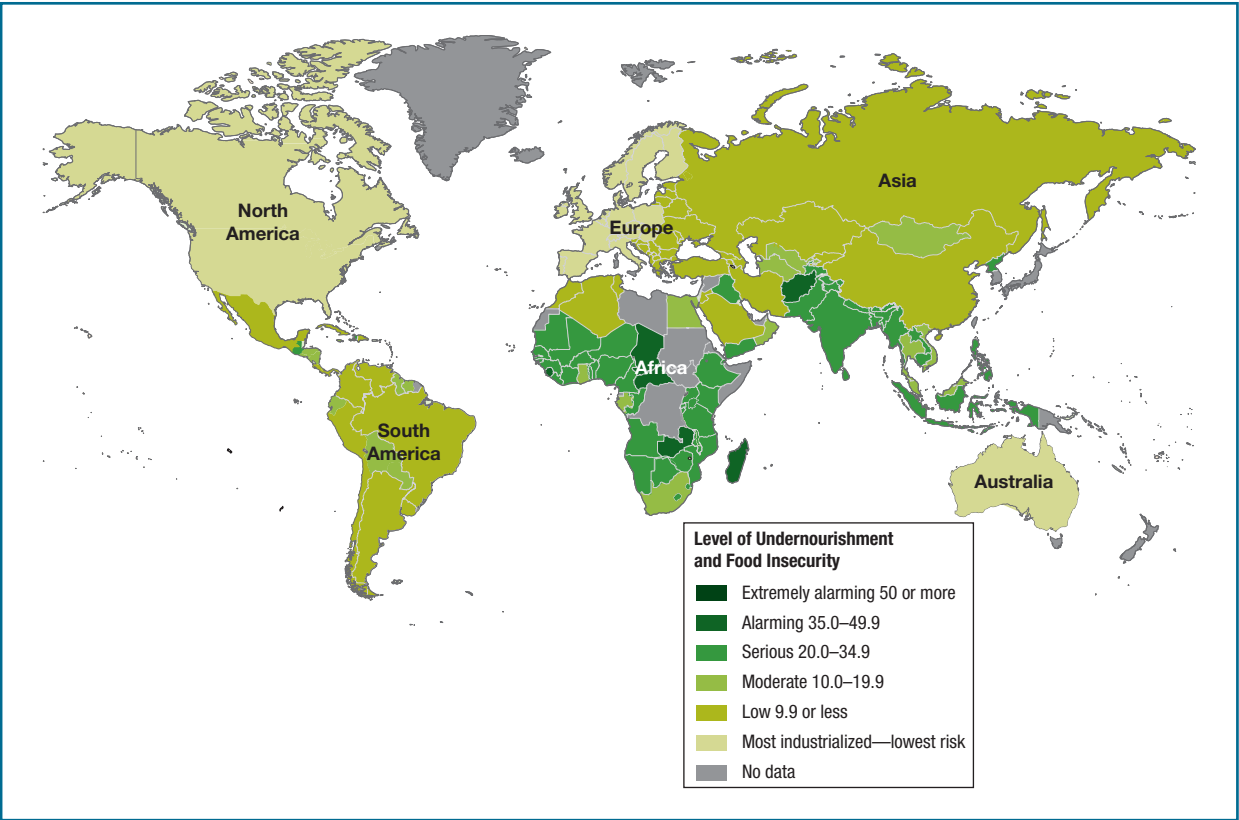 North
America
Europe
Asia
Africa
South
America
Australia
Level of Undernourishment
and Food Insecurity
Extremely alarming 50 or more
Alarming 35.0–49.9
Serious 20.0–34.9
Moderate 10.0–19.9
Low 9.9 or less
Most industrialized—lowest risk
No data